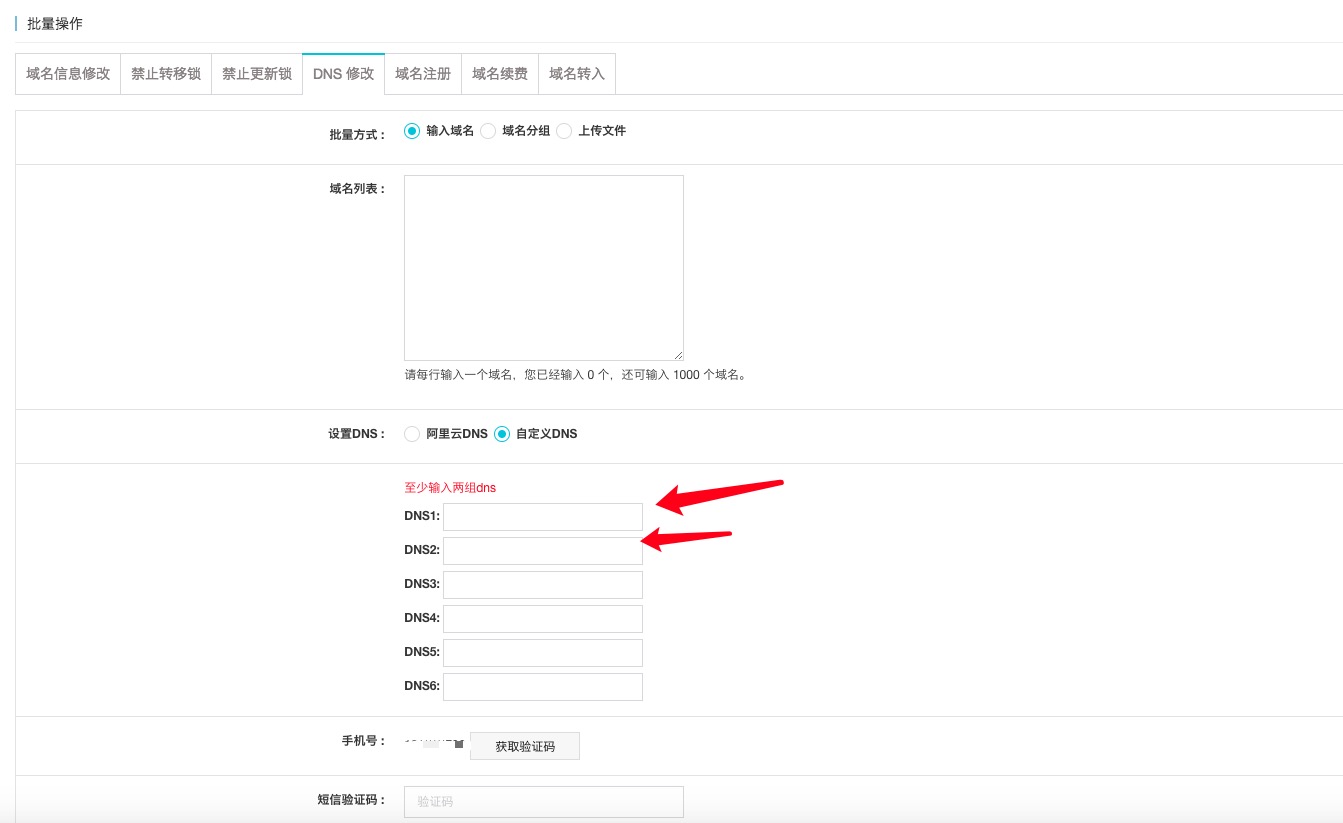 批量操作
域名信息修改 禁止转移锁 禁止更新锁 DNS 修改 域名注册 域名续费 域名转入
批量方式： 输入域名 域名分组 上传文件
域名列表：
请每行输入一个域名，您已经输入 0 个，还可输入 1000 个域名。
设置DNS： 阿里云DNS 自定义DNS
至少输入两组dns
DNS1:
DNS2:
DNS3:
DNS4:
DNS5:
DNS6:
手机号： 获取验证码
短信验证码： 验证码